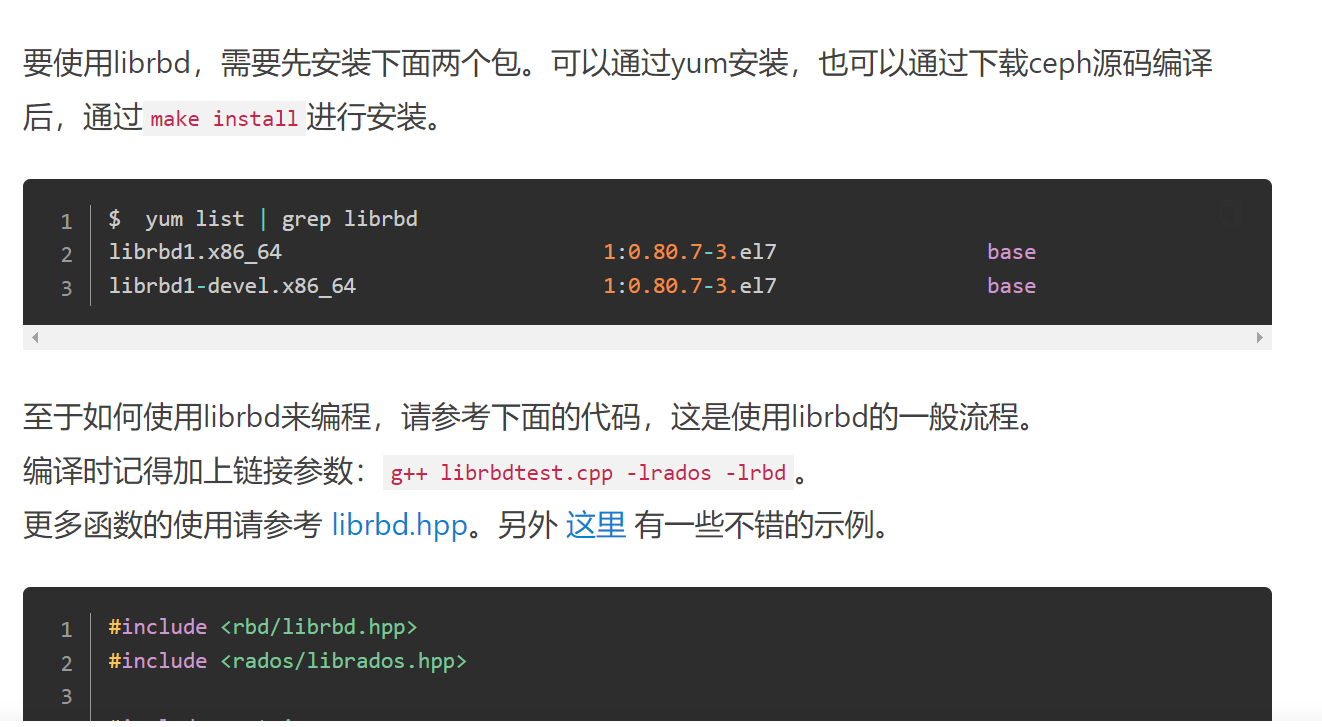 要使用librbd，需要先安装下面两个包。可以通过yum安装，也可以通过下载ceph源码编译
后，通过make install进行安装。
1 $  yum list | grep librbd
2 librbd1.x86_64 1:0.80.7-3.el7 base
3 librbd1-devel.x86_64 1:0.80.7-3.el7 base
至于如何使用librbd来编程，请参考下面的代码，这是使用librbd的一般流程。
编译时记得加上链接参数：g++ librbdtest.cpp -lrados -lrbd。
更多函数的使用请参考 librbd.hpp。另外 这里 有一些不错的示例。
1 #include <rbd/librbd.hpp>
2 #include <rados/librados.hpp>
3